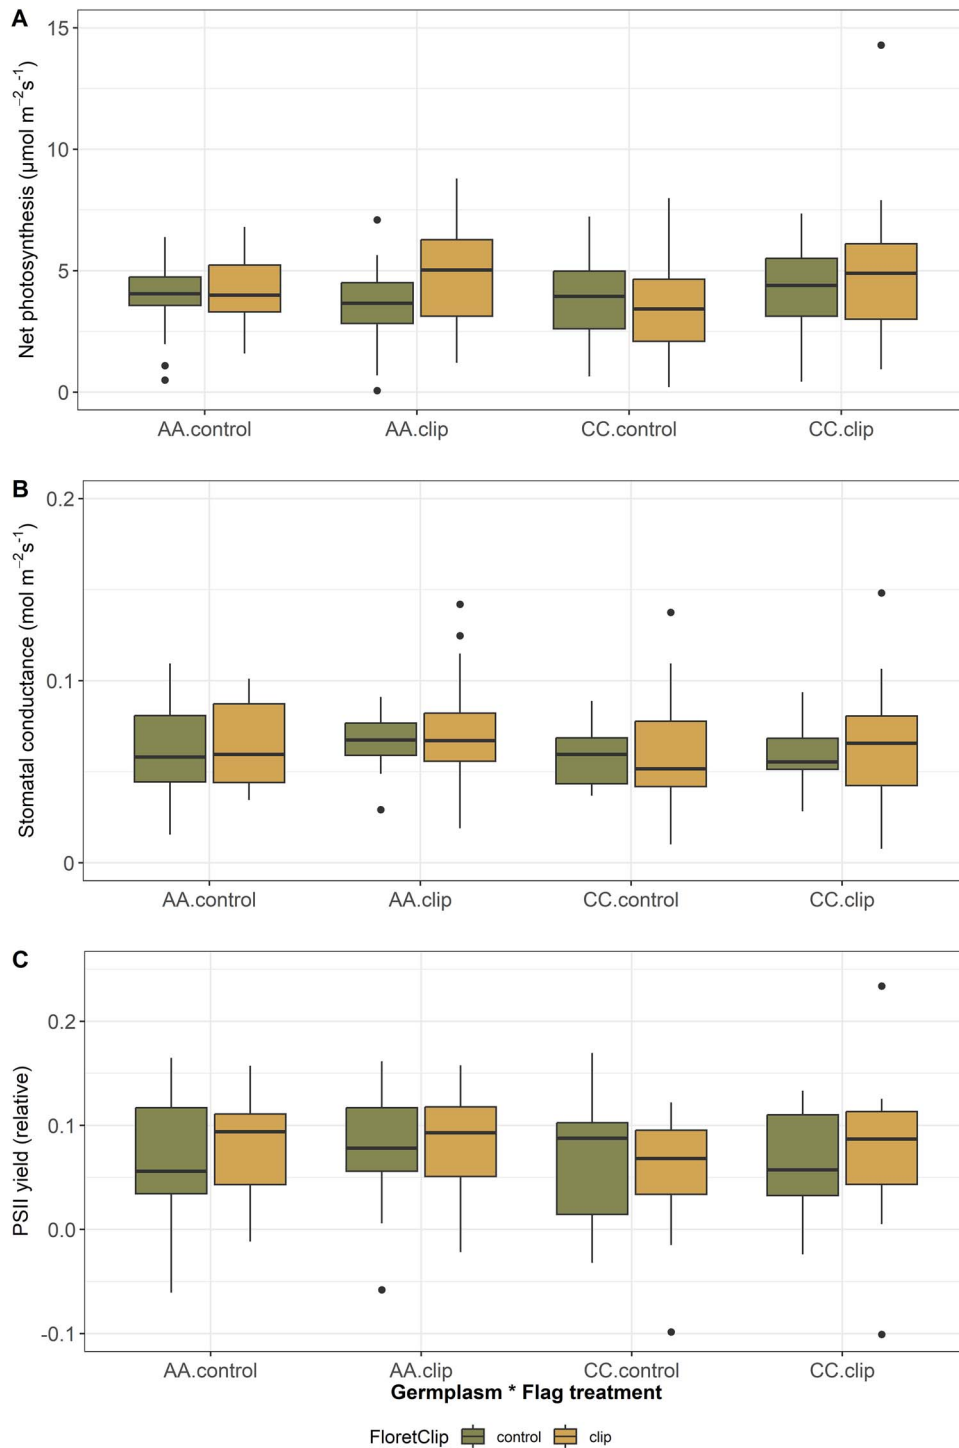 A
Net photosynthesis (µmol m⁻²s⁻¹)
15
10
5
0
AA.control AA.clip CC.control CC.clip
B
Stomatal conductance (mol m⁻²s⁻¹)
0.2
0.1
0
AA.control AA.clip CC.control CC.clip
C
PSII yield (relative)
0.2
0.1
0.0
-0.1
AA.control AA.clip CC.control CC.clip
Germplasm * Flag treatment
FloretClip control clip